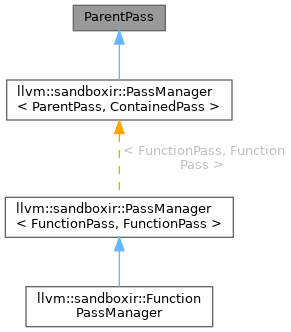 ParentPass
llvm::sandboxir::PassManager
< ParentPass, ContainedPass >
< FunctionPass, Function
Pass >
llvm::sandboxir::PassManager
< FunctionPass, FunctionPass >
llvm::sandboxir::Function
PassManager